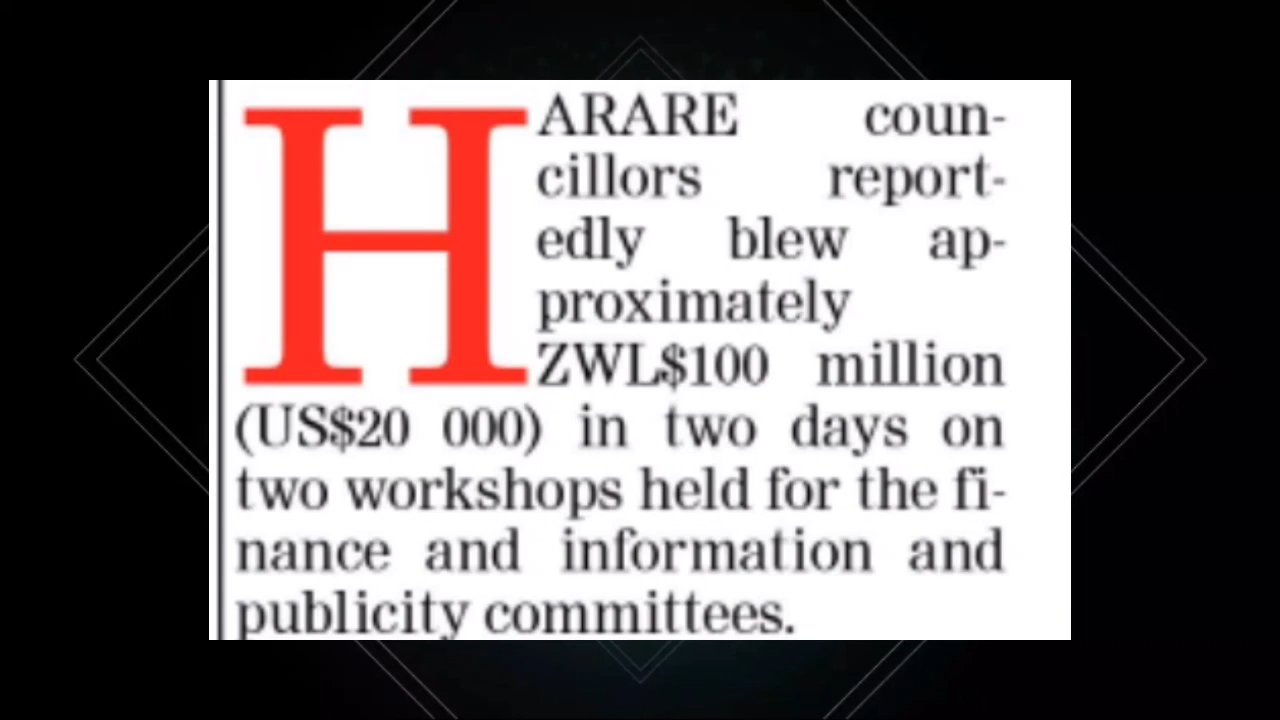 HARARE coun-
cillors report-
edly blew ap-
proximately
ZWL$100 million
(US$20 000) in two days on
two workshops held for the fi-
nance and information and
publicity committees.